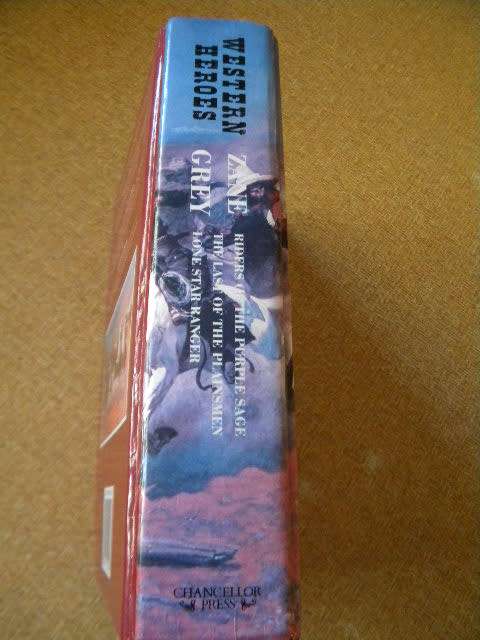 WESTERN
HEROES
ZANE
GREY
RIDERS OF THE PURPLE SAGE
THE LAST OF THE PLAINSMEN
LONE STAR RANGER
CHANCELLOR
PRESS